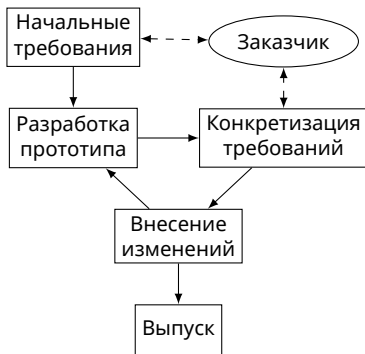 Начальные
требования
Заказчик
Разработка
прототипа
Конкретизация
требований
Внесение
изменений
Выпуск